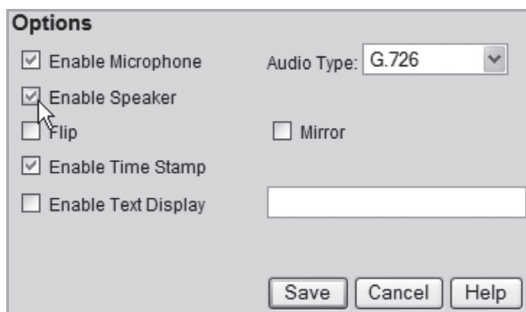 Options
Enable Microphone Audio Type: G.726
Enable Speaker
Flip Mirror
Enable Time Stamp
Enable Text Display
Save Cancel Help